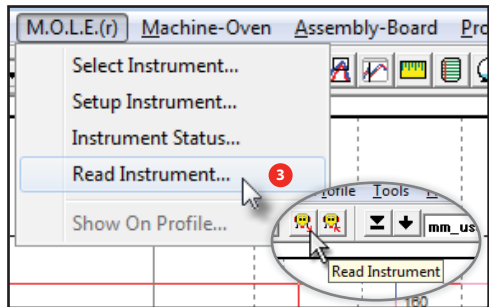 M.O.L.E.(r) Machine-Oven Assembly-Board
Select Instrument...
Setup Instrument...
Instrument Status...
Read Instrument... 3
Show On Profile...
Tools
mm_us
Read Instrument
160